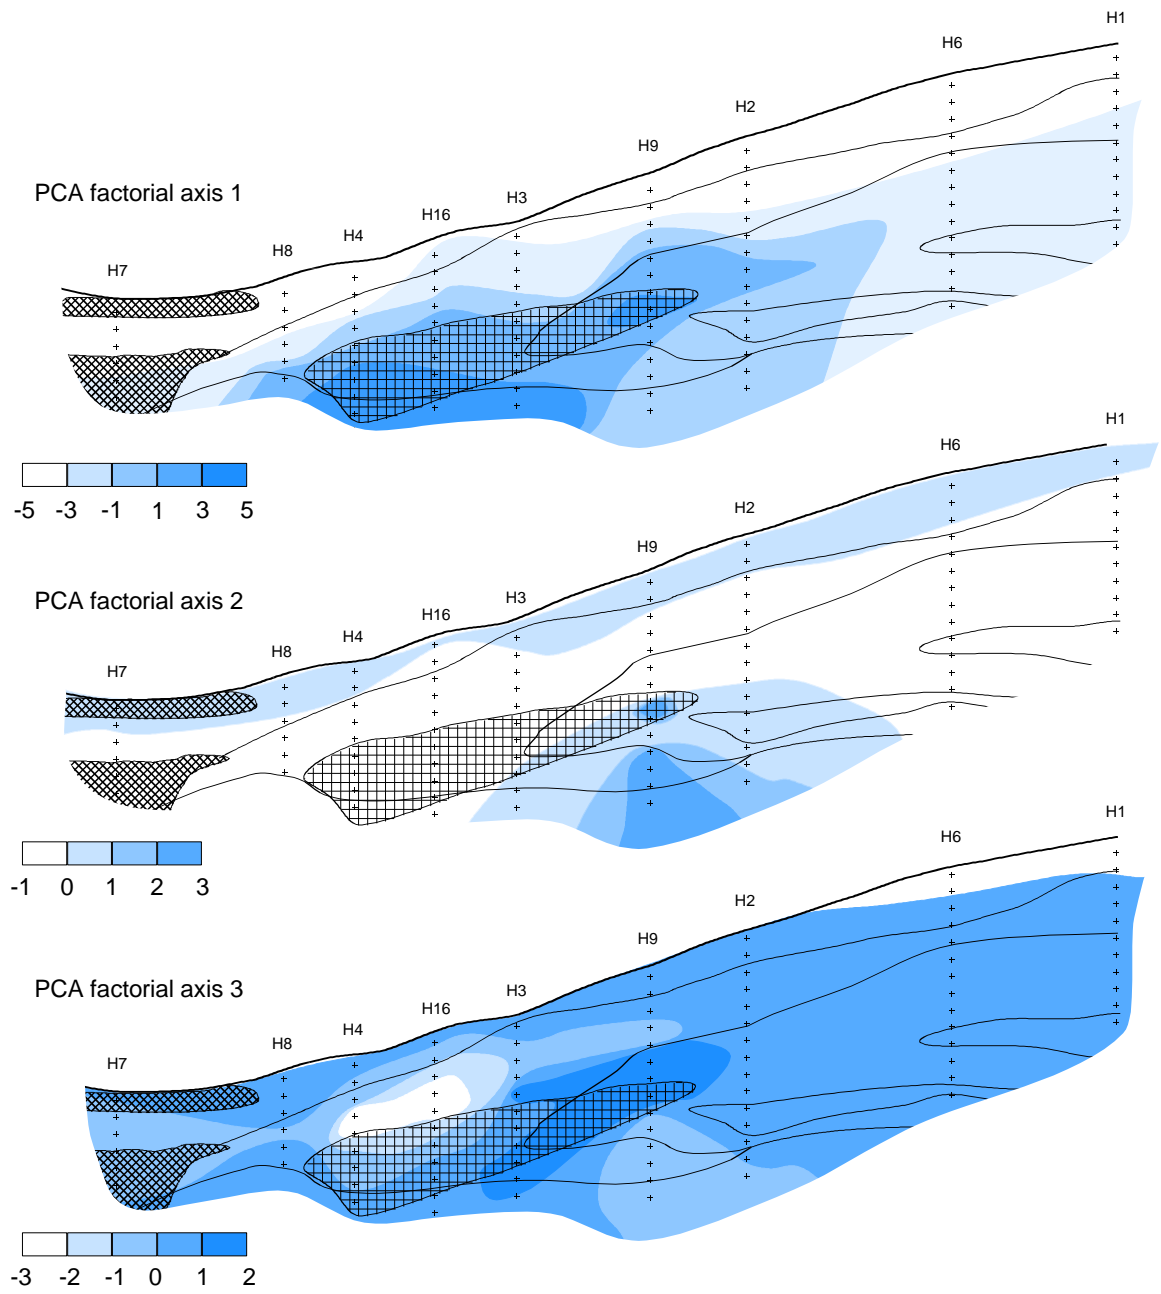 H1
H6
H2
H9
PCA factorial axis 1
H3
H16
H4
H8
H7
-5 -3 -1 1 3 5
H1
H6
H2
H9
PCA factorial axis 2
H3
H16
H4
H8
H7
-1 0 1 2 3
H1
H6
H2
H9
PCA factorial axis 3
H3
H16
H4
H8
H7
-3 -2 -1 0 1 2